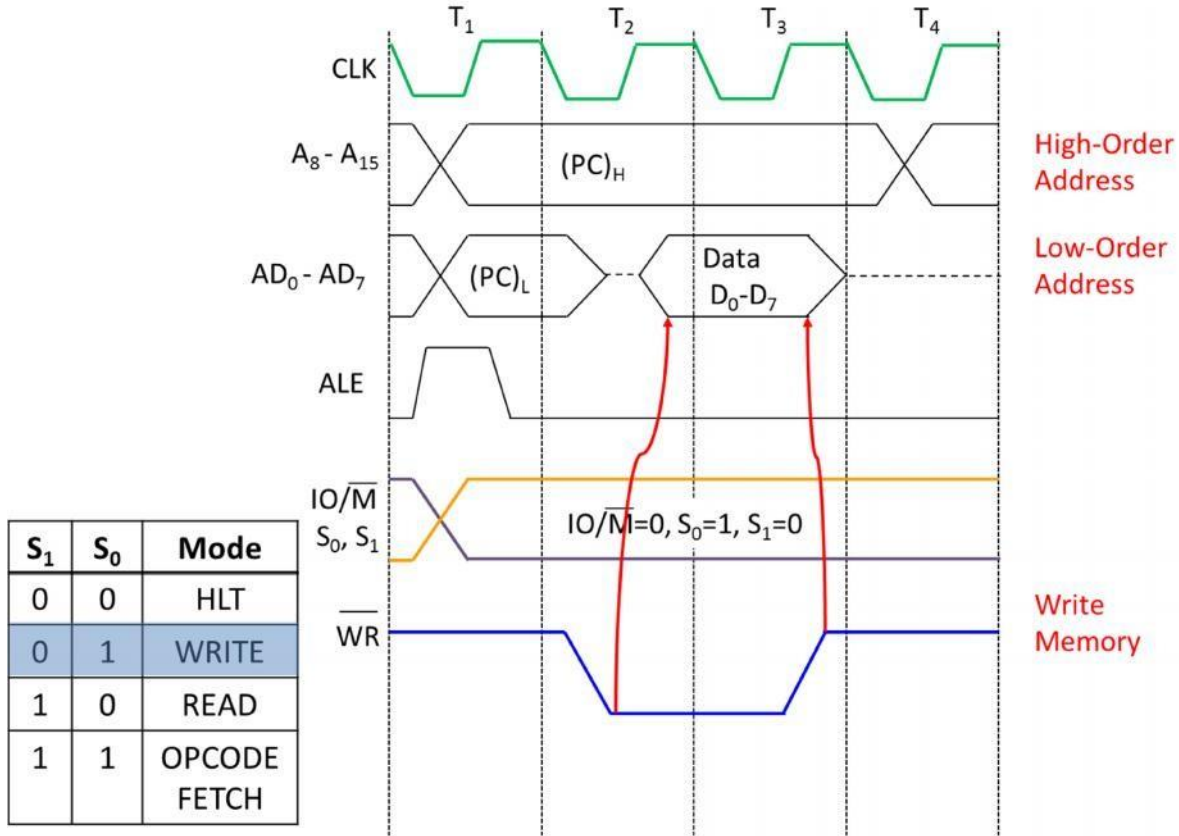 T₁ T₂ T₃ T₄
CLK
A₈ - A₁₅
(PC)H
High-Order
Address
AD₀ - AD₇
(PC)L
Data
D₀-D₇
Low-Order
Address
ALE
IO/M̅
S₀, S₁
IO/M̅=0, S₀=1, S₁=0
W̅R̅
Write
Memory
S₁ S₀ Mode
0 0 HLT
0 1 WRITE
1 0 READ
1 1 OPCODE
FETCH